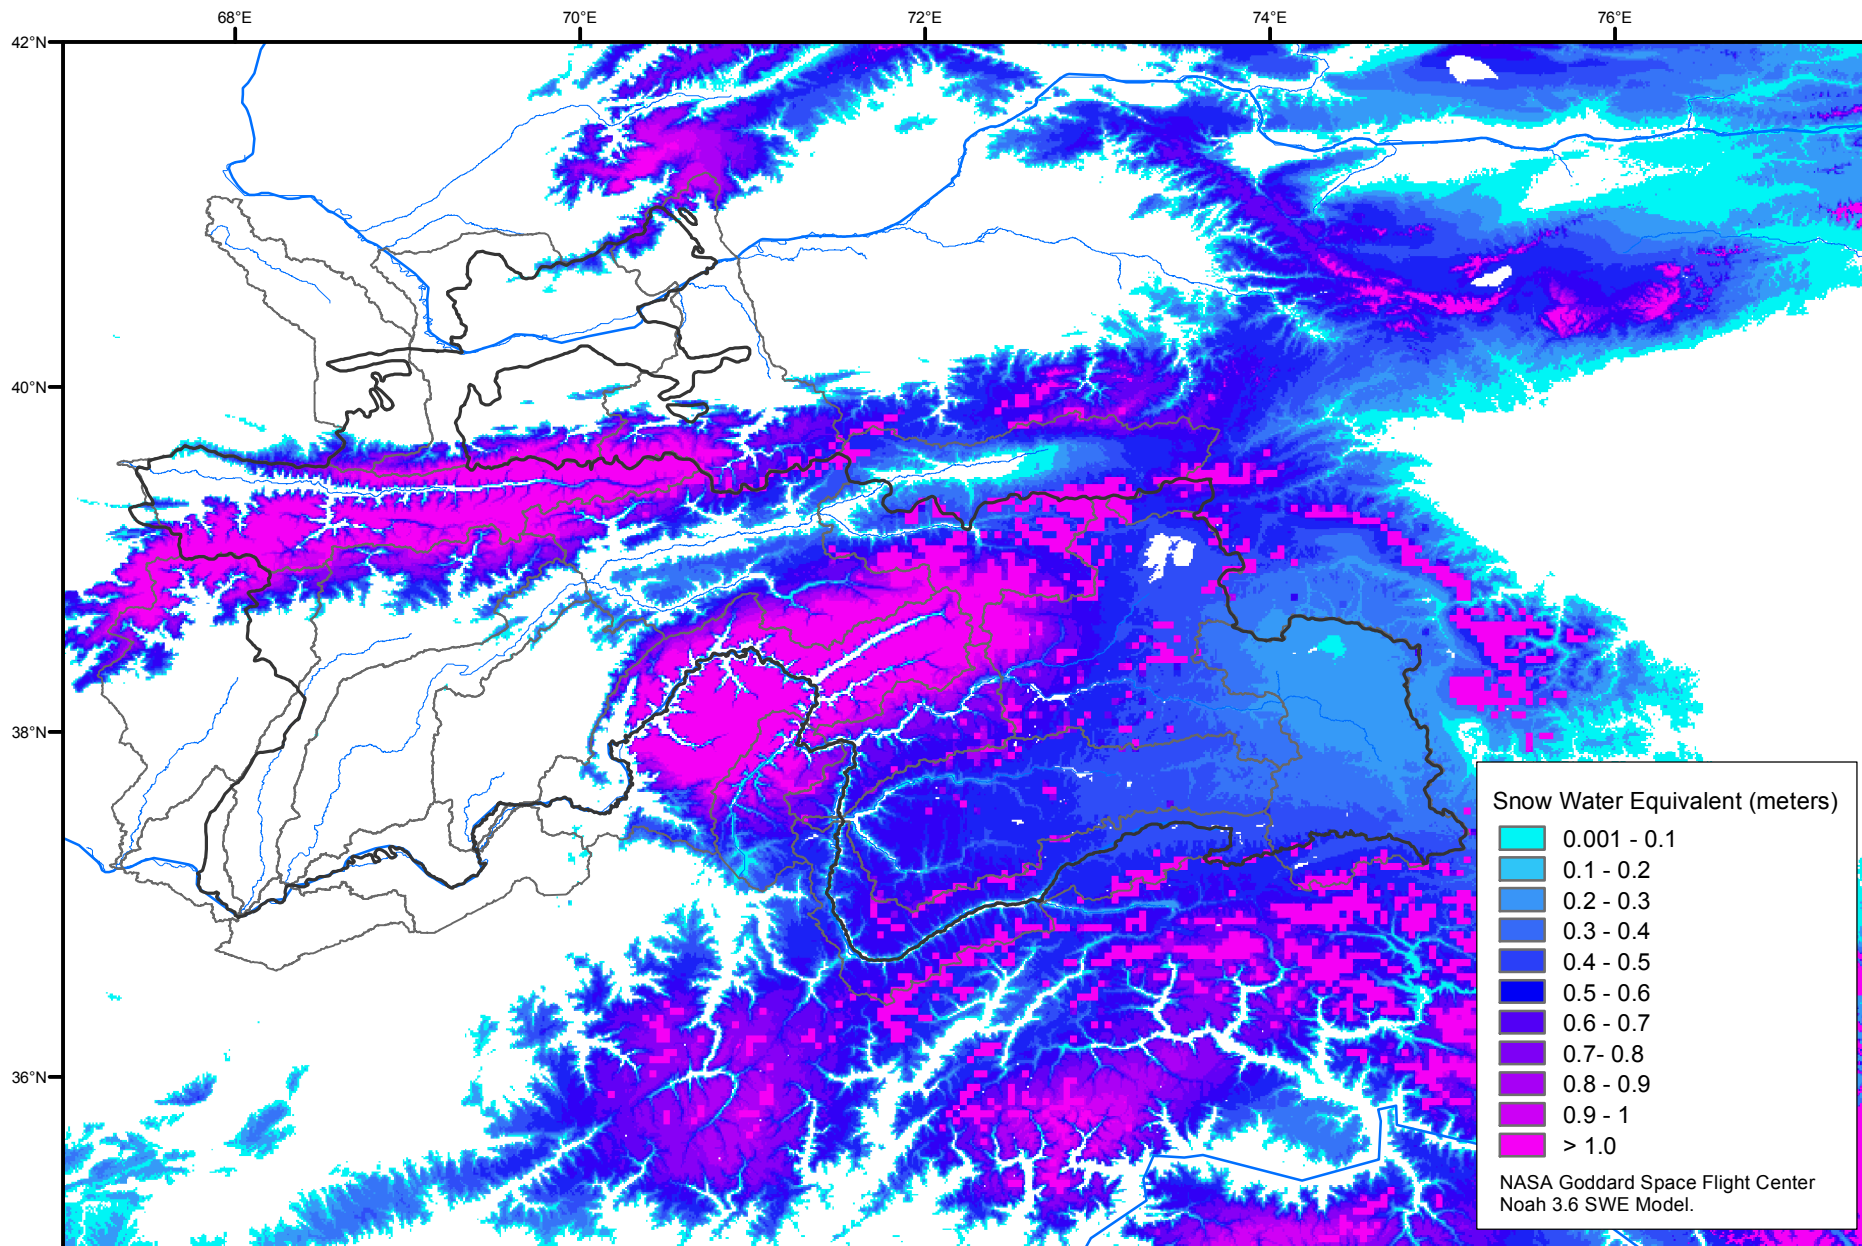 68°E 70°E 72°E 74°E 76°E
42°N
40°N
38°N
36°N
Snow Water Equivalent (meters)
0.001 - 0.1
0.1 - 0.2
0.2 - 0.3
0.3 - 0.4
0.4 - 0.5
0.5 - 0.6
0.6 - 0.7
0.7- 0.8
0.8 - 0.9
0.9 - 1
> 1.0
NASA Goddard Space Flight Center
Noah 3.6 SWE Model.